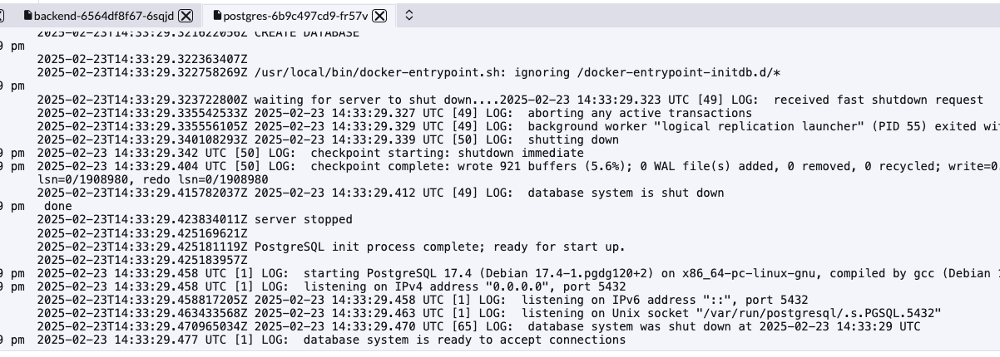 backend-6564df8f67-6sqjd postgres-6b9c497cd9-fr57v
2025-02-23T14:33:29.321622056Z CREATE DATABASE
9 pm
2025-02-23T14:33:29.322363407Z
2025-02-23T14:33:29.322758269Z /usr/local/bin/docker-entrypoint.sh: ignoring /docker-entrypoint-initdb.d/*
9 pm
2025-02-23T14:33:29.323722800Z waiting for server to shut down....2025-02-23 14:33:29.323 UTC [49] LOG:  received fast shutdown request
2025-02-23T14:33:29.335542533Z 2025-02-23 14:33:29.327 UTC [49] LOG:  aborting any active transactions
2025-02-23T14:33:29.335556105Z 2025-02-23 14:33:29.329 UTC [49] LOG:  background worker "logical replication launcher" (PID 55) exited wit
2025-02-23T14:33:29.340108293Z 2025-02-23 14:33:29.339 UTC [50] LOG:  shutting down
9 pm 2025-02-23 14:33:29.342 UTC [50] LOG:  checkpoint starting: shutdown immediate
9 pm 2025-02-23 14:33:29.404 UTC [50] LOG:  checkpoint complete: wrote 921 buffers (5.6%); 0 WAL file(s) added, 0 removed, 0 recycled; write=0.
lsn=0/1908980, redo lsn=0/1908980
2025-02-23T14:33:29.415782037Z 2025-02-23 14:33:29.412 UTC [49] LOG:  database system is shut down
9 pm done
2025-02-23T14:33:29.423834011Z server stopped
2025-02-23T14:33:29.425169621Z
2025-02-23T14:33:29.425181119Z PostgreSQL init process complete; ready for start up.
2025-02-23T14:33:29.425183957Z
9 pm 2025-02-23 14:33:29.458 UTC [1] LOG:  starting PostgreSQL 17.4 (Debian 17.4-1.pgdg120+2) on x86_64-pc-linux-gnu, compiled by gcc (Debian
9 pm 2025-02-23 14:33:29.458 UTC [1] LOG:  listening on IPv4 address "0.0.0.0", port 5432
2025-02-23T14:33:29.458817205Z 2025-02-23 14:33:29.458 UTC [1] LOG:  listening on IPv6 address "::", port 5432
2025-02-23T14:33:29.463433568Z 2025-02-23 14:33:29.463 UTC [1] LOG:  listening on Unix socket "/var/run/postgresql/.s.PGSQL.5432"
2025-02-23T14:33:29.470965034Z 2025-02-23 14:33:29.470 UTC [65] LOG:  database system was shut down at 2025-02-23 14:33:29 UTC
9 pm 2025-02-23 14:33:29.477 UTC [1] LOG:  database system is ready to accept connections